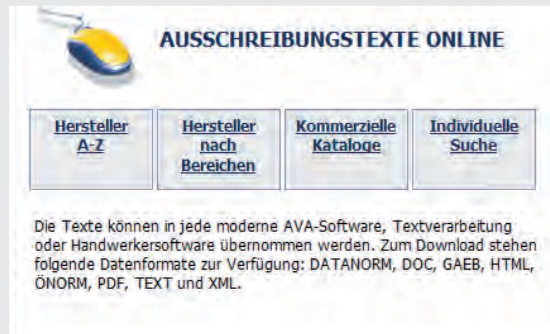 AUSSCHREIBUNGSTEXTE ONLINE
Hersteller
A-Z
Hersteller
nach
Bereichen
Kommerzielle
Kataloge
Individuelle
Suche
Die Texte können in jede moderne AVA-Software, Textverarbeitung
oder Handwerkersoftware übernommen werden. Zum Download stehen
folgende Datenformate zur Verfügung: DATANORM, DOC, GAEB, HTML,
ÖNORM, PDF, TEXT und XML.